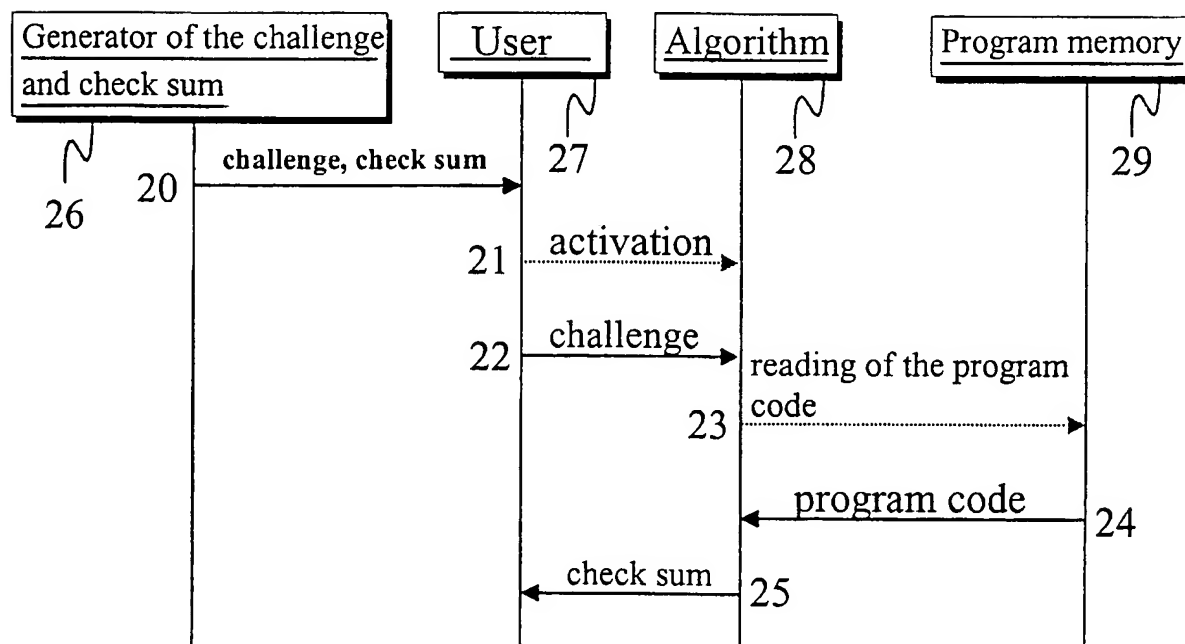 Generator of the challenge
and check sum
User
Algorithm
Program memory
26
27
28
29
challenge, check sum
20
activation
21
challenge
22
reading of the program
code
23
program code
24
check sum
25